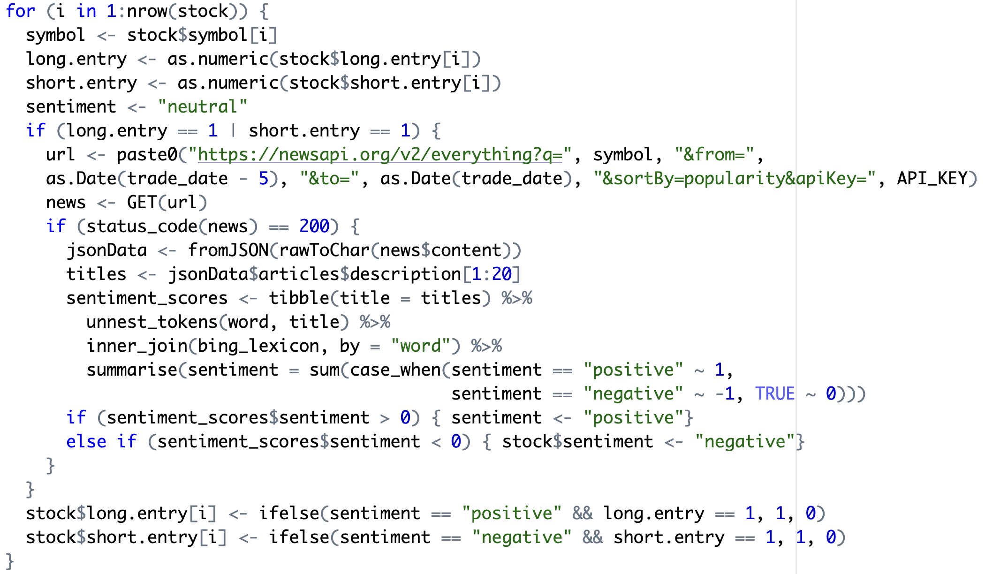 for (i in 1:nrow(stock)) {
  symbol <- stock$symbol[i]
  long.entry <- as.numeric(stock$long.entry[i])
  short.entry <- as.numeric(stock$short.entry[i])
  sentiment <- "neutral"
  if (long.entry == 1 | short.entry == 1) {
    url <- paste0("https://newsapi.org/v2/everything?q=", symbol, "&from=",
    as.Date(trade_date - 5), "&to=", as.Date(trade_date), "&sortBy=popularity&apiKey=", API_KEY)
    news <- GET(url)
    if (status_code(news) == 200) {
      jsonData <- fromJSON(rawToChar(news$content))
      titles <- jsonData$articles$description[1:20]
      sentiment_scores <- tibble(title = titles) %>%
        unnest_tokens(word, title) %>%
        inner_join(bing_lexicon, by = "word") %>%
        summarise(sentiment = sum(case_when(sentiment == "positive" ~ 1,
                                            sentiment == "negative" ~ -1, TRUE ~ 0)))
      if (sentiment_scores$sentiment > 0) { sentiment <- "positive"}
      else if (sentiment_scores$sentiment < 0) { stock$sentiment <- "negative"}
    }
  }
  stock$long.entry[i] <- ifelse(sentiment == "positive" && long.entry == 1, 1, 0)
  stock$short.entry[i] <- ifelse(sentiment == "negative" && short.entry == 1, 1, 0)
}